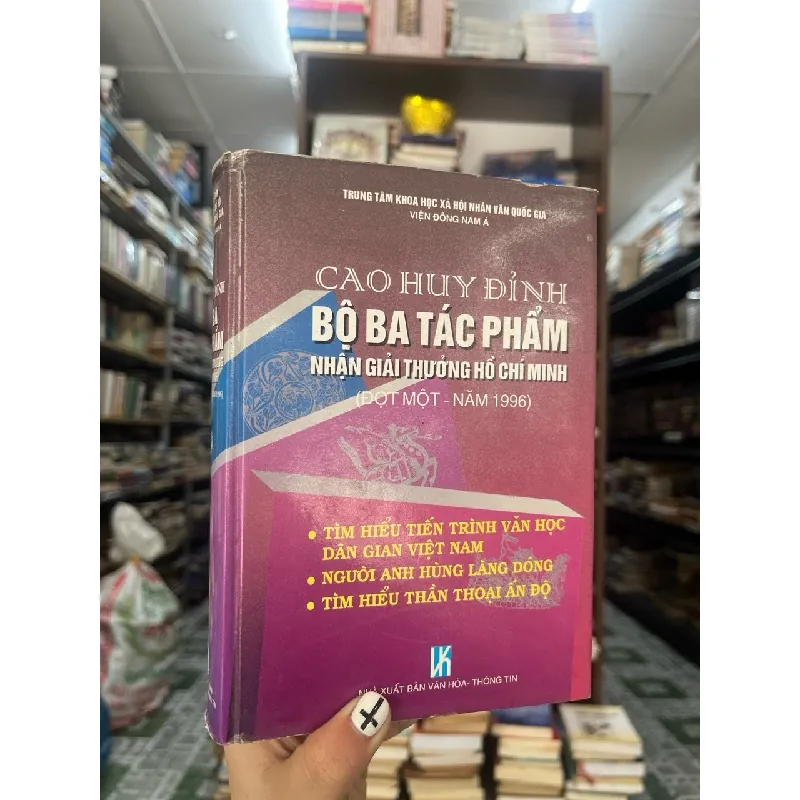 TRUNG TÂM KHOA HỌC XÃ HỘI NHÂN VĂN QUỐC GIA
VIỆN ĐÔNG NAM Á
CAO HUY ĐỈNH
BỘ BA TÁC PHẨM
NHẬN GIẢI THƯỞNG HỒ CHÍ MINH
(ĐỢT MỘT - NĂM 1996)
• TÌM HIỂU TIẾN TRÌNH VĂN HỌC
DÂN GIAN VIỆT NAM
• NGƯỜI ANH HÙNG LÀNG DÓNG
• TÌM HIỂU THẦN THOẠI ẤN ĐỘ
NHÀ XUẤT BẢN VĂN HÓA- THÔNG TIN